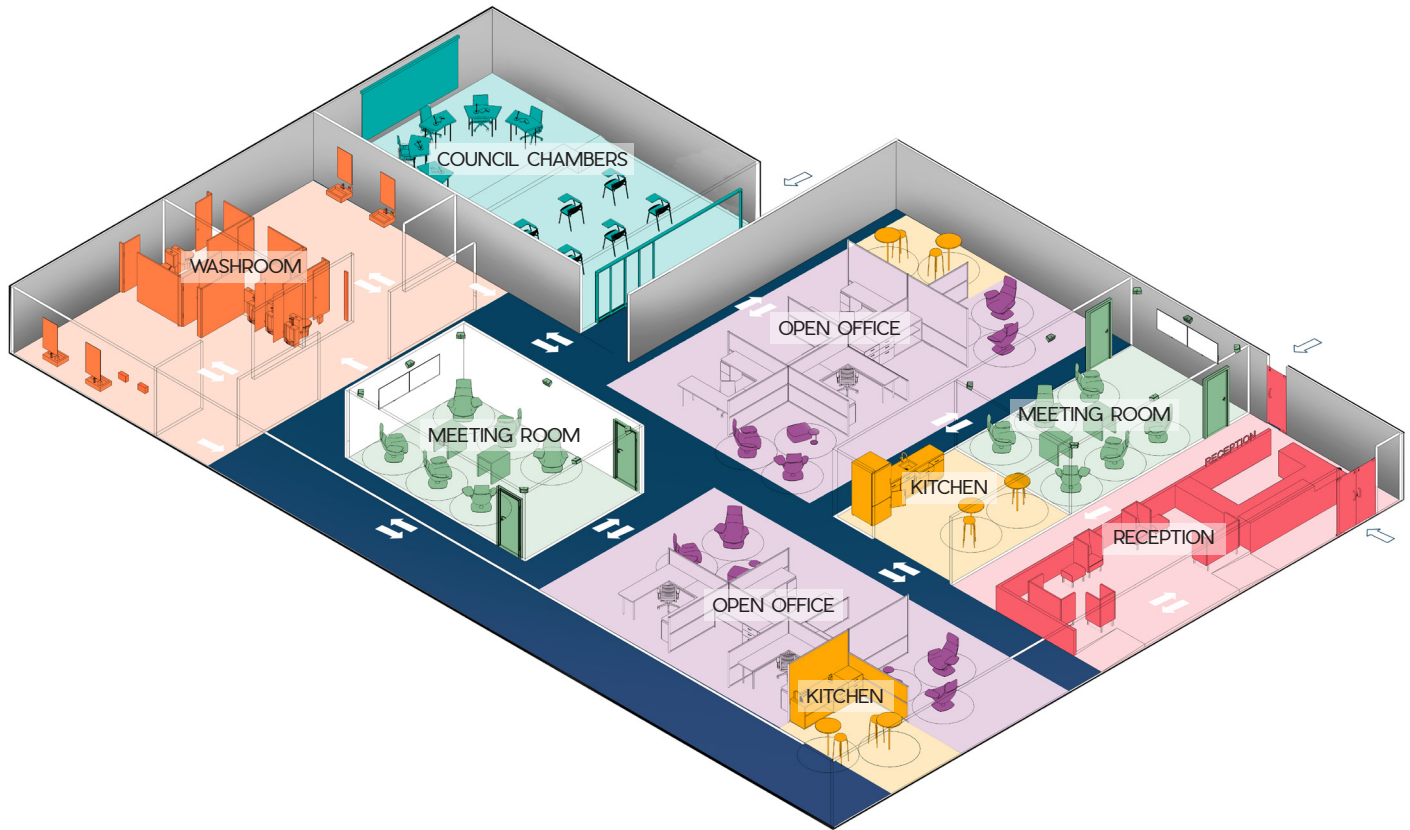 COUNCIL CHAMBERS
WASHROOM
OPEN OFFICE
MEETING ROOM
MEETING ROOM
RECEPTION
KITCHEN
RECEPTION
OPEN OFFICE
KITCHEN